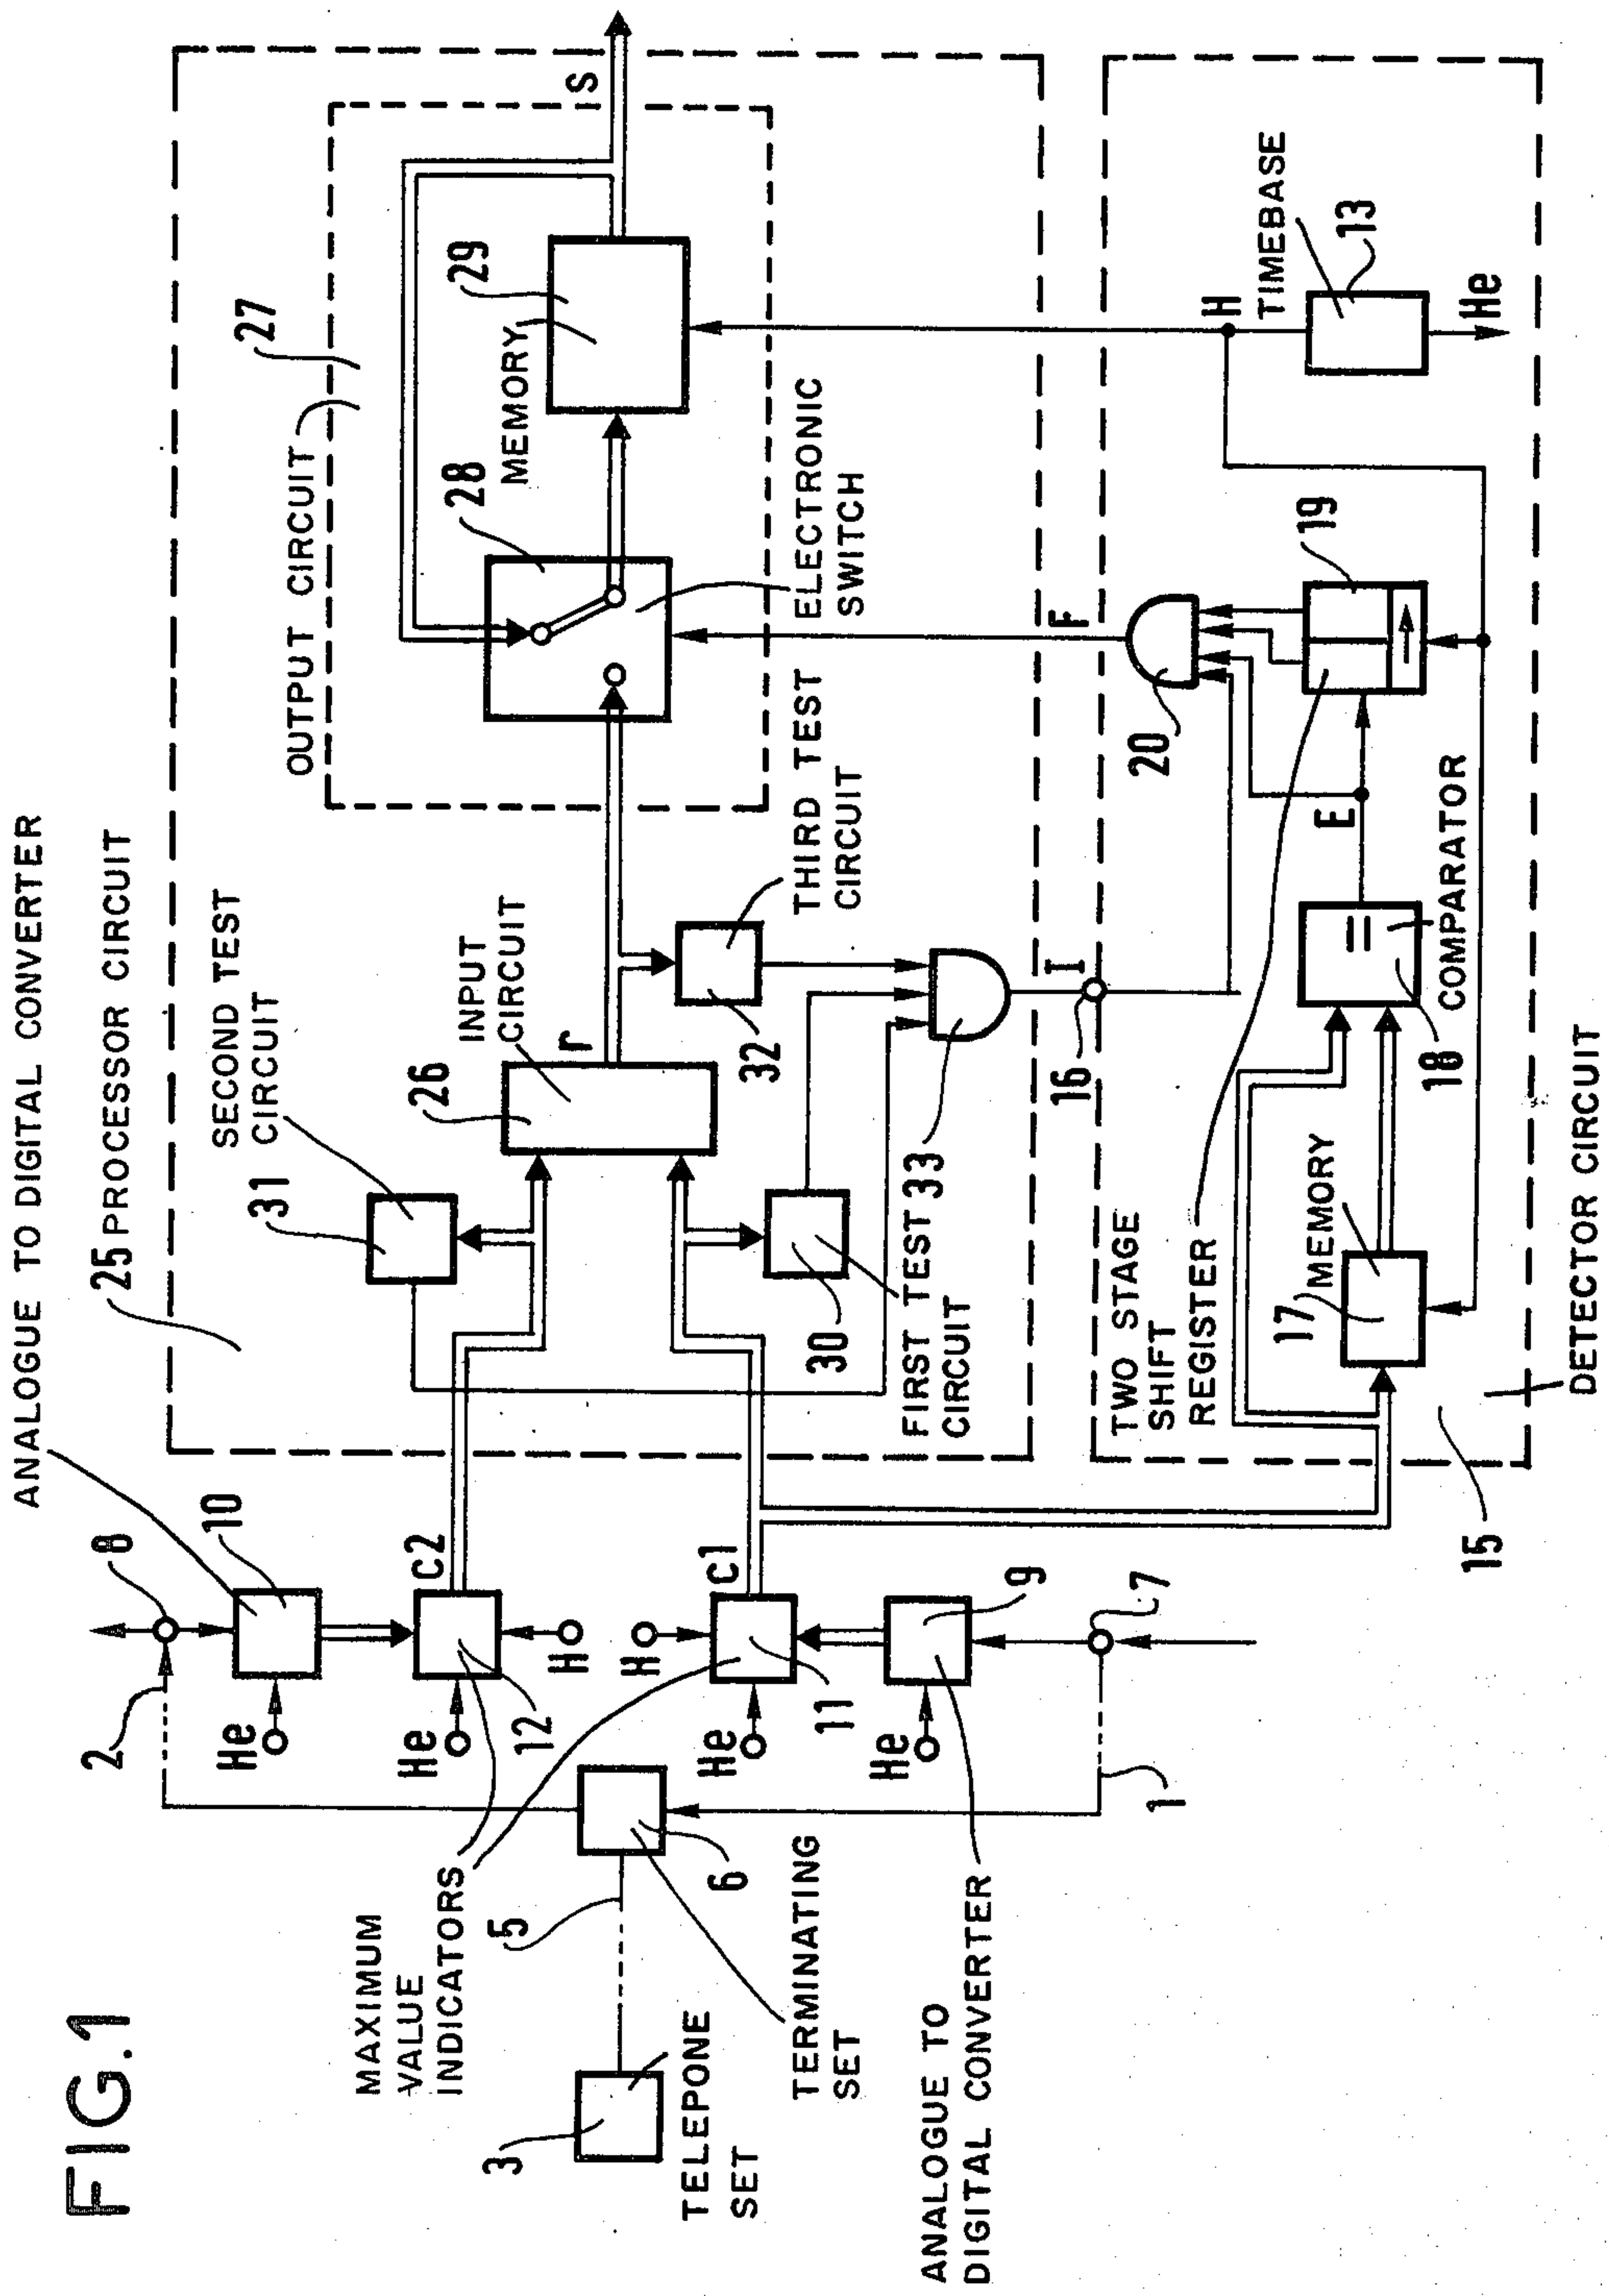 FIG.1
ANALOGUE TO DIGITAL CONVERTER
25 PROCESSOR CIRCUIT
OUTPUT CIRCUIT
27
SECOND TEST
CIRCUIT
31
INPUT
CIRCUIT
26
r
28
MEMORY
29
S
ELECTRONIC
SWITCH
THIRD TEST
CIRCUIT
32
33
FIRST TEST
CIRCUIT
30
I
16
F
H
TIMEBASE
13
He
20
19
E
COMPARATOR
=
18
TWO STAGE
SHIFT
REGISTER
17
MEMORY
DETECTOR CIRCUIT
15
2
8
10
He
C2
He
12
H
H
C1
He
11
He
9
7
1
MAXIMUM
VALUE
INDICATORS
5
6
3
TELEPONE
SET
TERMINATING
SET
ANALOGUE TO
DIGITAL CONVERTER